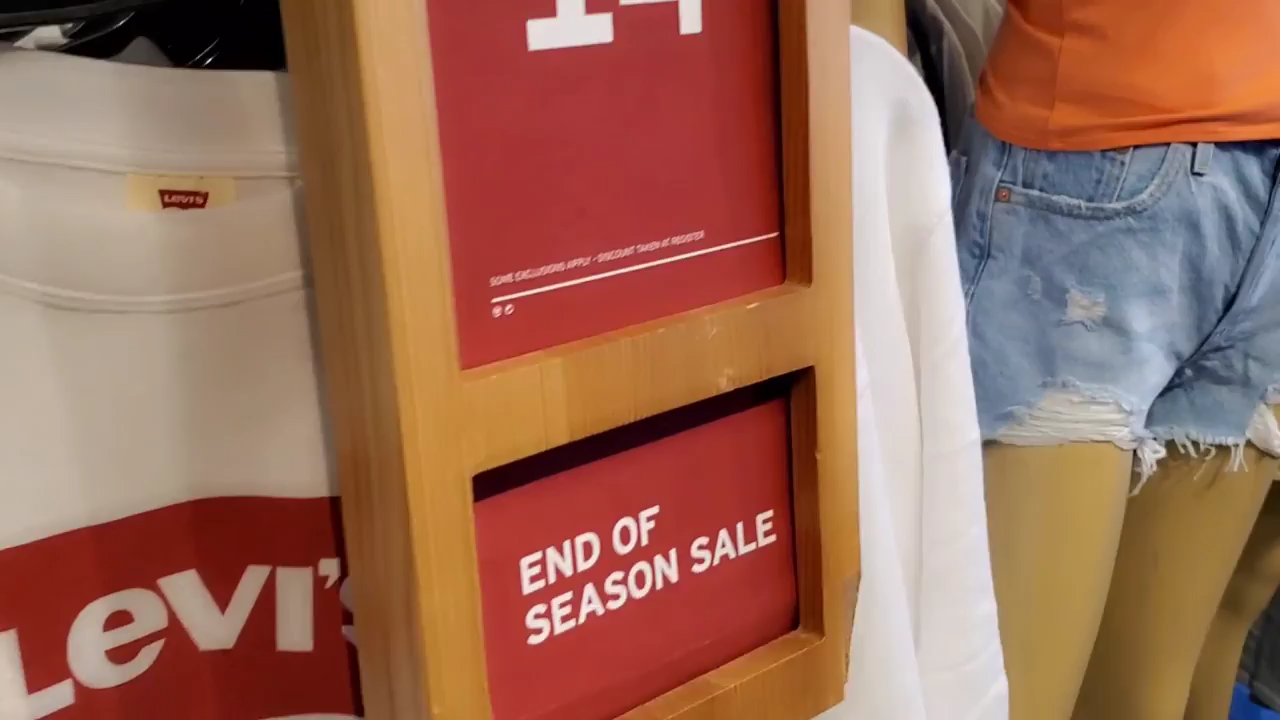 14
LEVI'S
SOME EXCLUSIONS APPLY - DISCOUNT TAKEN AT REGISTER
END OF
SEASON SALE
Levi's